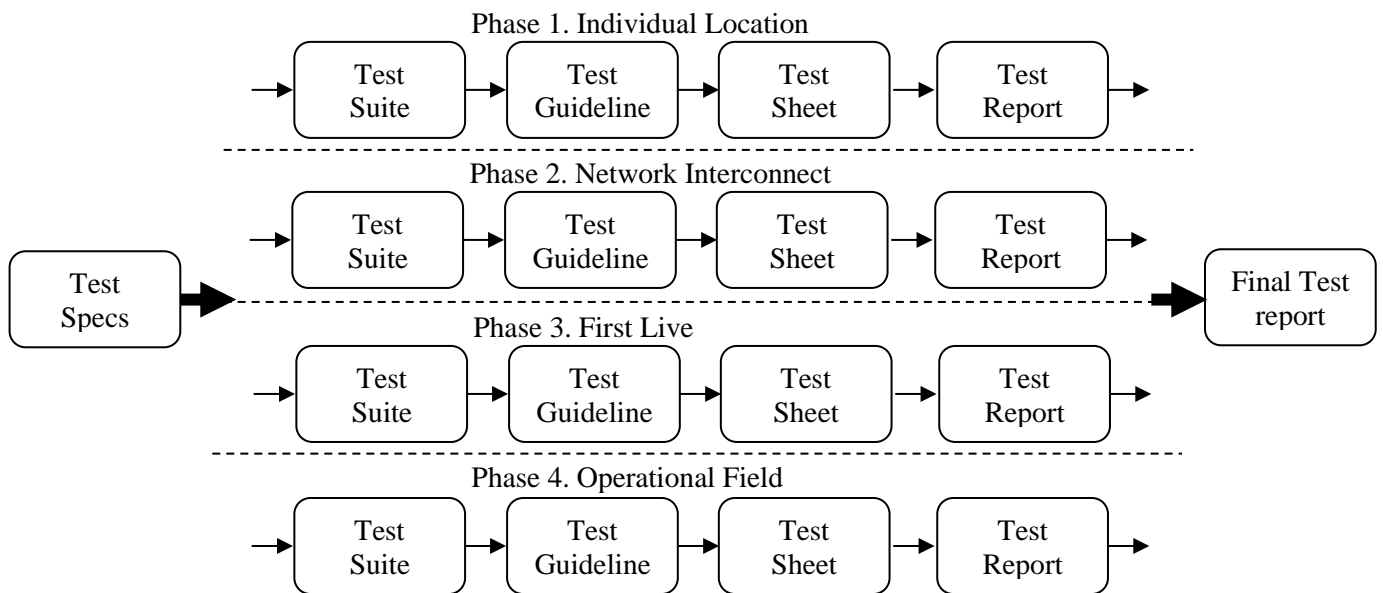 Phase 1. Individual Location
Test
Suite
Test
Guideline
Test
Sheet
Test
Report
Phase 2. Network Interconnect
Test
Suite
Test
Guideline
Test
Sheet
Test
Report
Test
Specs
Final Test
report
Phase 3. First Live
Test
Suite
Test
Guideline
Test
Sheet
Test
Report
Phase 4. Operational Field
Test
Suite
Test
Guideline
Test
Sheet
Test
Report